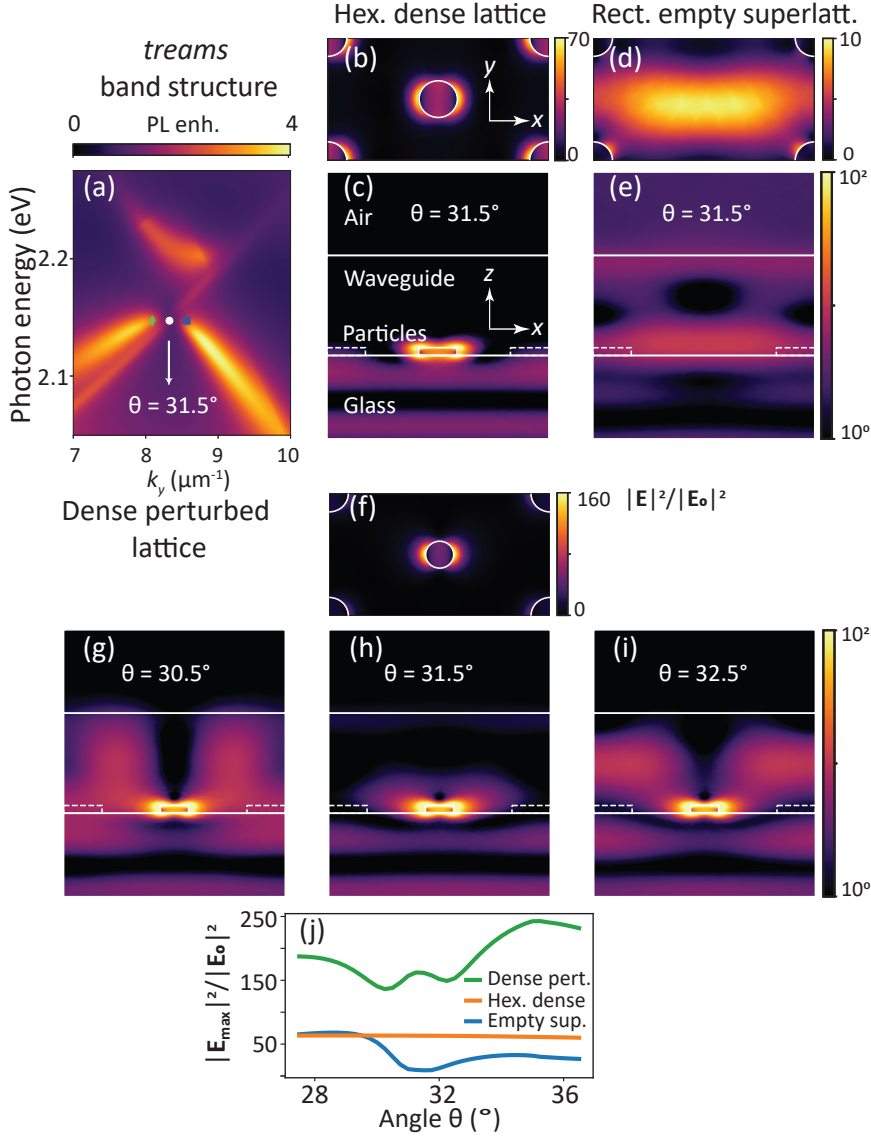 Hex. dense lattice
Rect. empty superlatt.
treams
band structure
0 PL enh. 4
(a)
Photon energy (eV)
2.2
2.1
θ = 31.5°
7 8 9 10
k_y (μm⁻¹)
(b)
y
x
70
0
(d)
10
0
(c)
Air
θ = 31.5°
Waveguide
z
x
Particles
Glass
(e)
θ = 31.5°
10²
10⁰
Dense perturbed
lattice
(f)
160
0
|E|²/|E₀|²
(g)
θ = 30.5°
(h)
θ = 31.5°
(i)
θ = 32.5°
10²
10⁰
(j)
|E_max|²/|E₀|²
250
150
50
Dense pert.
Hex. dense
Empty sup.
28 32 36
Angle θ (°)